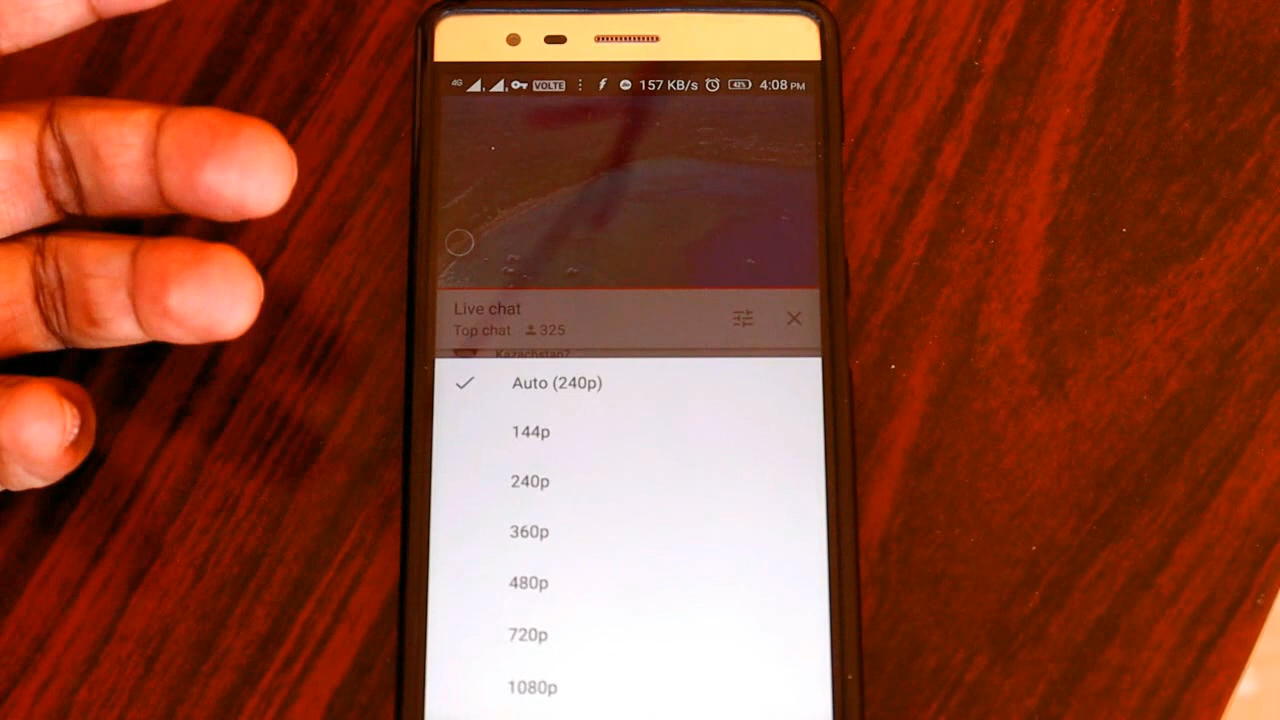 4G VOLTE 157 KB/s 42% 4:08 PM
Live chat
Top chat 325
Kazachstan?
Auto (240p)
144p
240p
360p
480p
720p
1080p